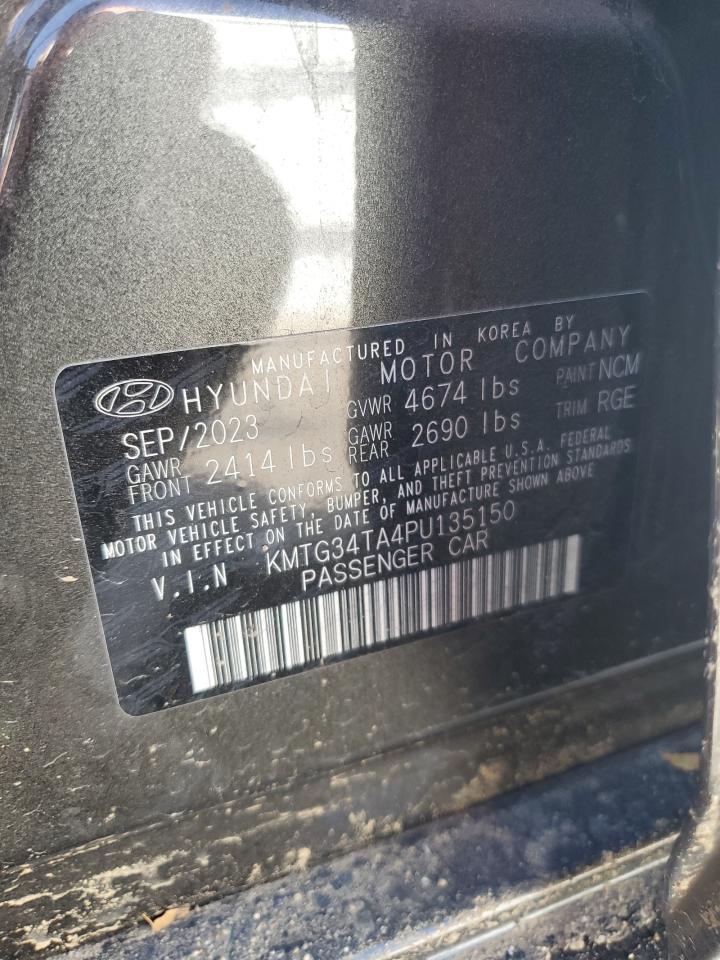 MANUFACTURED IN KOREA BY
HYUNDAI MOTOR COMPANY
SEP/2023 GVWR 4674 lbs PAINT NCM
GAWR FRONT 2414 lbs GAWR REAR 2690 lbs TRIM RGE
THIS VEHICLE CONFORMS TO ALL APPLICABLE U.S.A. FEDERAL
MOTOR VEHICLE SAFETY, BUMPER, AND THEFT PREVENTION STANDARDS
IN EFFECT ON THE DATE OF MANUFACTURE SHOWN ABOVE
V.I.N KMTG34TA4PU135150
PASSENGER CAR